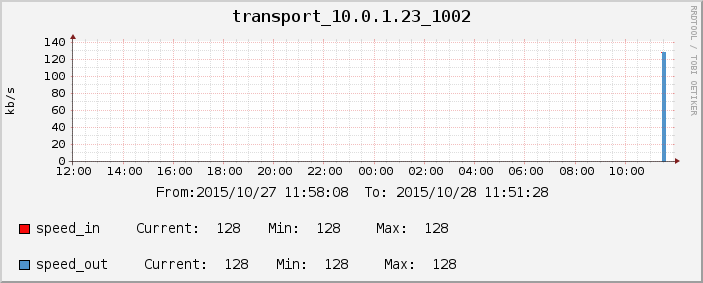 transport_10.0.1.23_1002
RRDTOOL / TOBI OETIKER
kb/s
140
120
100
80
60
40
20
0
12:00 14:00 16:00 18:00 20:00 22:00 00:00 02:00 04:00 06:00 08:00 10:00
From:2015/10/27 11:58:08 To: 2015/10/28 11:51:28
speed_in Current: 128 Min: 128 Max: 128
speed_out Current: 128 Min: 128 Max: 128